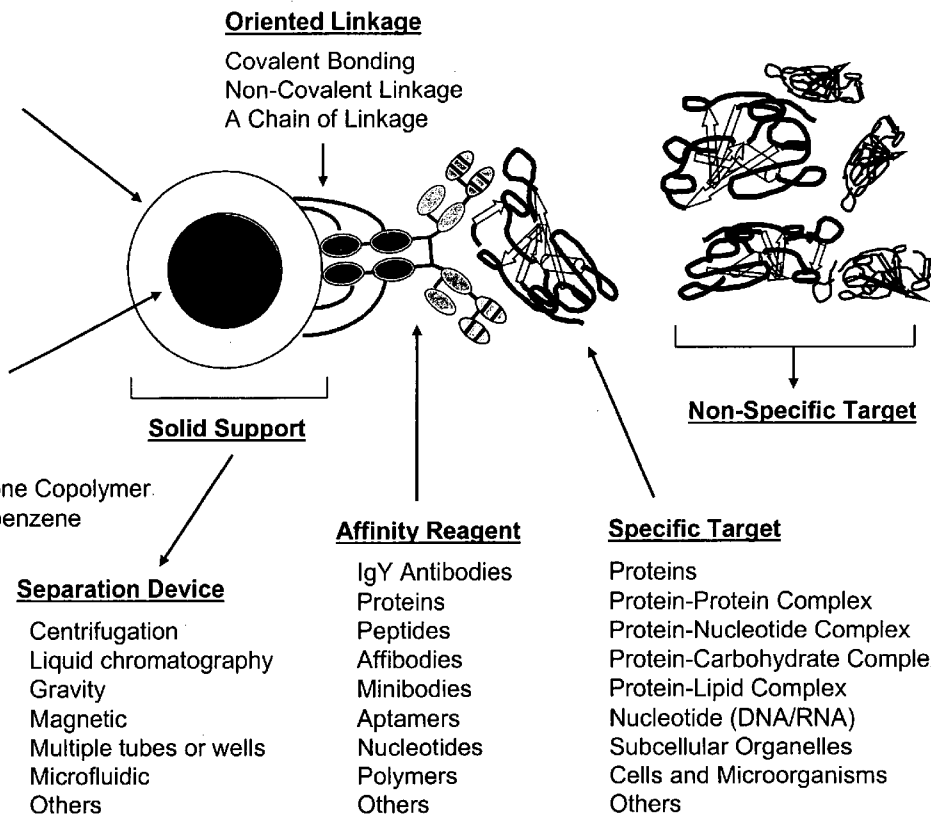 Oriented Linkage
Covalent Bonding
Non-Covalent Linkage
A Chain of Linkage
Non-Specific Target
Solid Support
one Copolymer
benzene
Separation Device
Centrifugation
Liquid chromatography
Gravity
Magnetic
Multiple tubes or wells
Microfluidic
Others
Affinity Reagent
IgY Antibodies
Proteins
Peptides
Affibodies
Minibodies
Aptamers
Nucleotides
Polymers
Others
Specific Target
Proteins
Protein-Protein Complex
Protein-Nucleotide Complex
Protein-Carbohydrate Comple
Protein-Lipid Complex
Nucleotide (DNA/RNA)
Subcellular Organelles
Cells and Microorganisms
Others